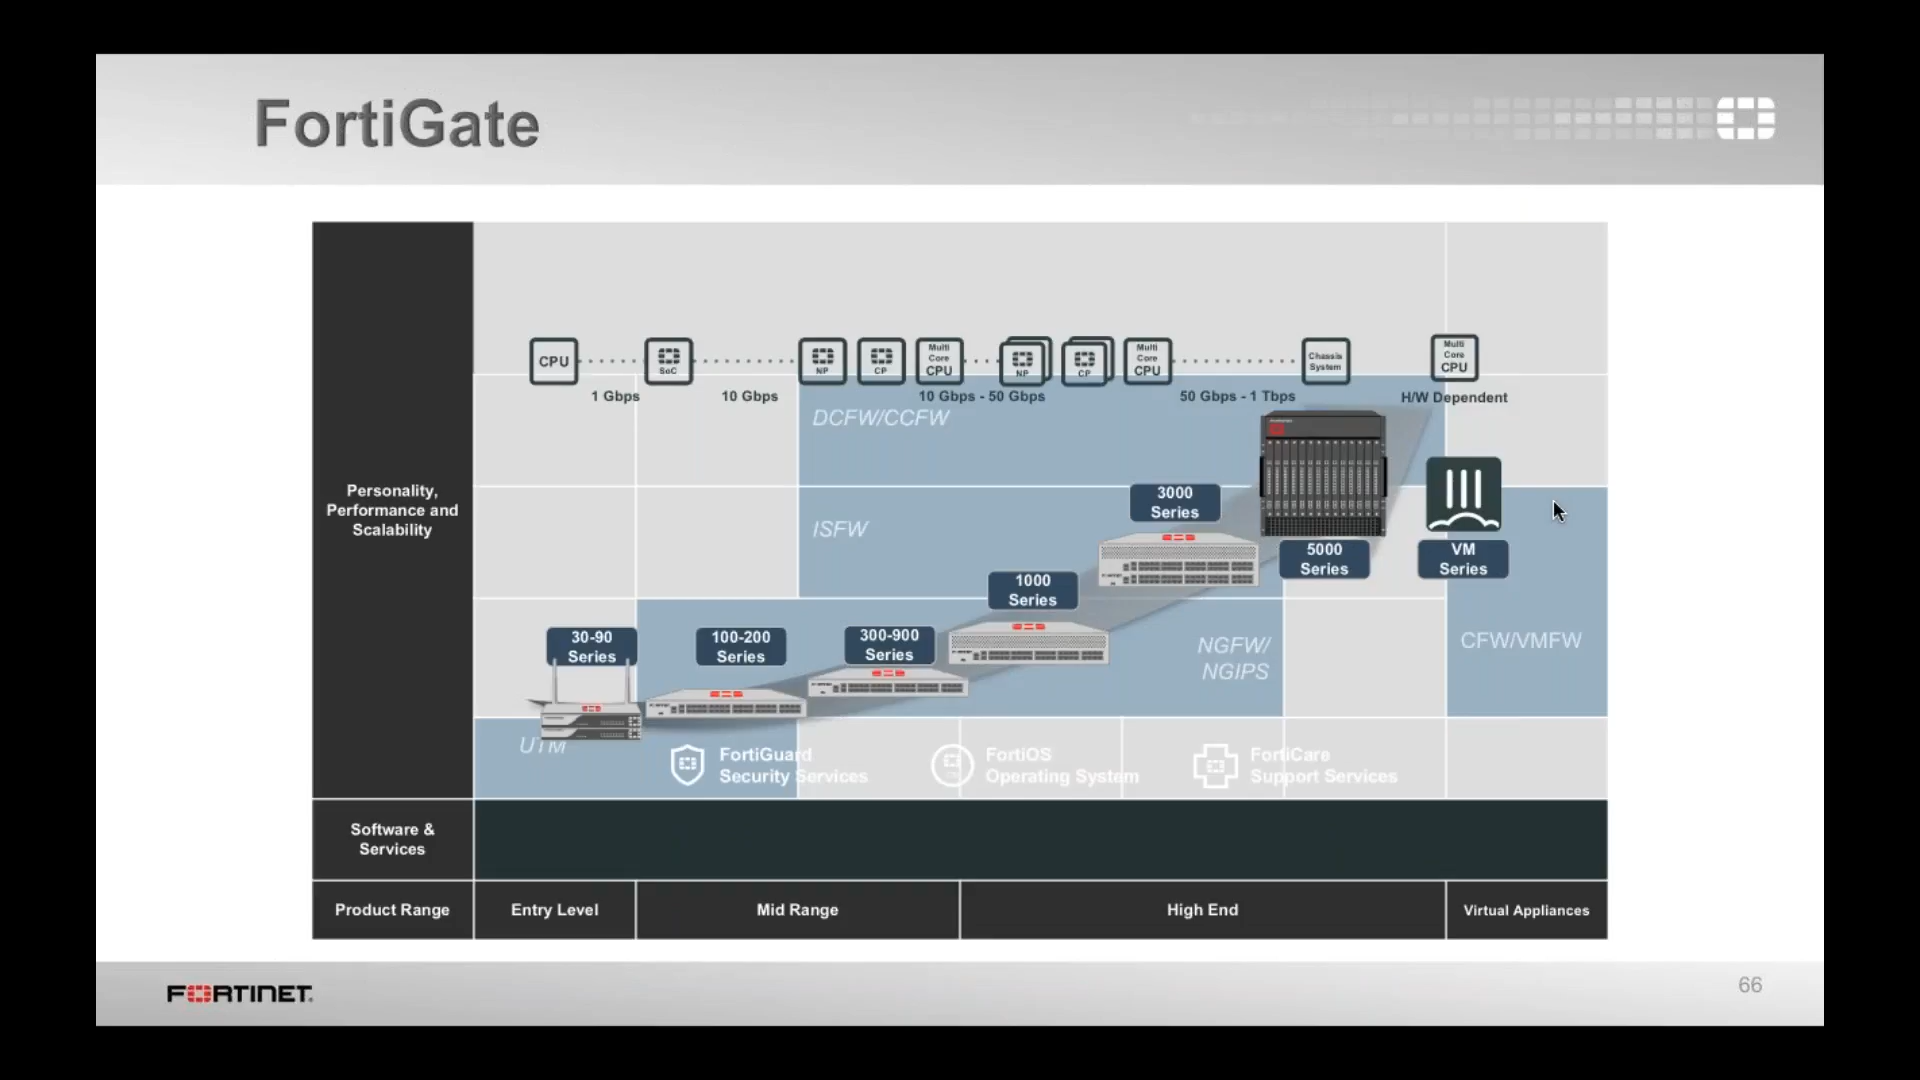 FortiGate
CPU
SoC
NP
CP
Multi
Core
CPU
NP
CP
Multi
Core
CPU
Chassis
System
Multi
Core
CPU
1 Gbps
10 Gbps
10 Gbps - 50 Gbps
50 Gbps - 1 Tbps
H/W Dependent
DCFW/CCFW
Personality,
Performance and
Scalability
3000
Series
ISFW
5000
Series
VM
Series
1000
Series
30-90
Series
100-200
Series
300-900
Series
NGFW/
NGIPS
CFW/VMFW
UTM
FortiGuard
Security Services
FortiOS
Operating System
FortiCare
Support Services
Software &
Services
Product Range
Entry Level
Mid Range
High End
Virtual Appliances
FORTINET
66